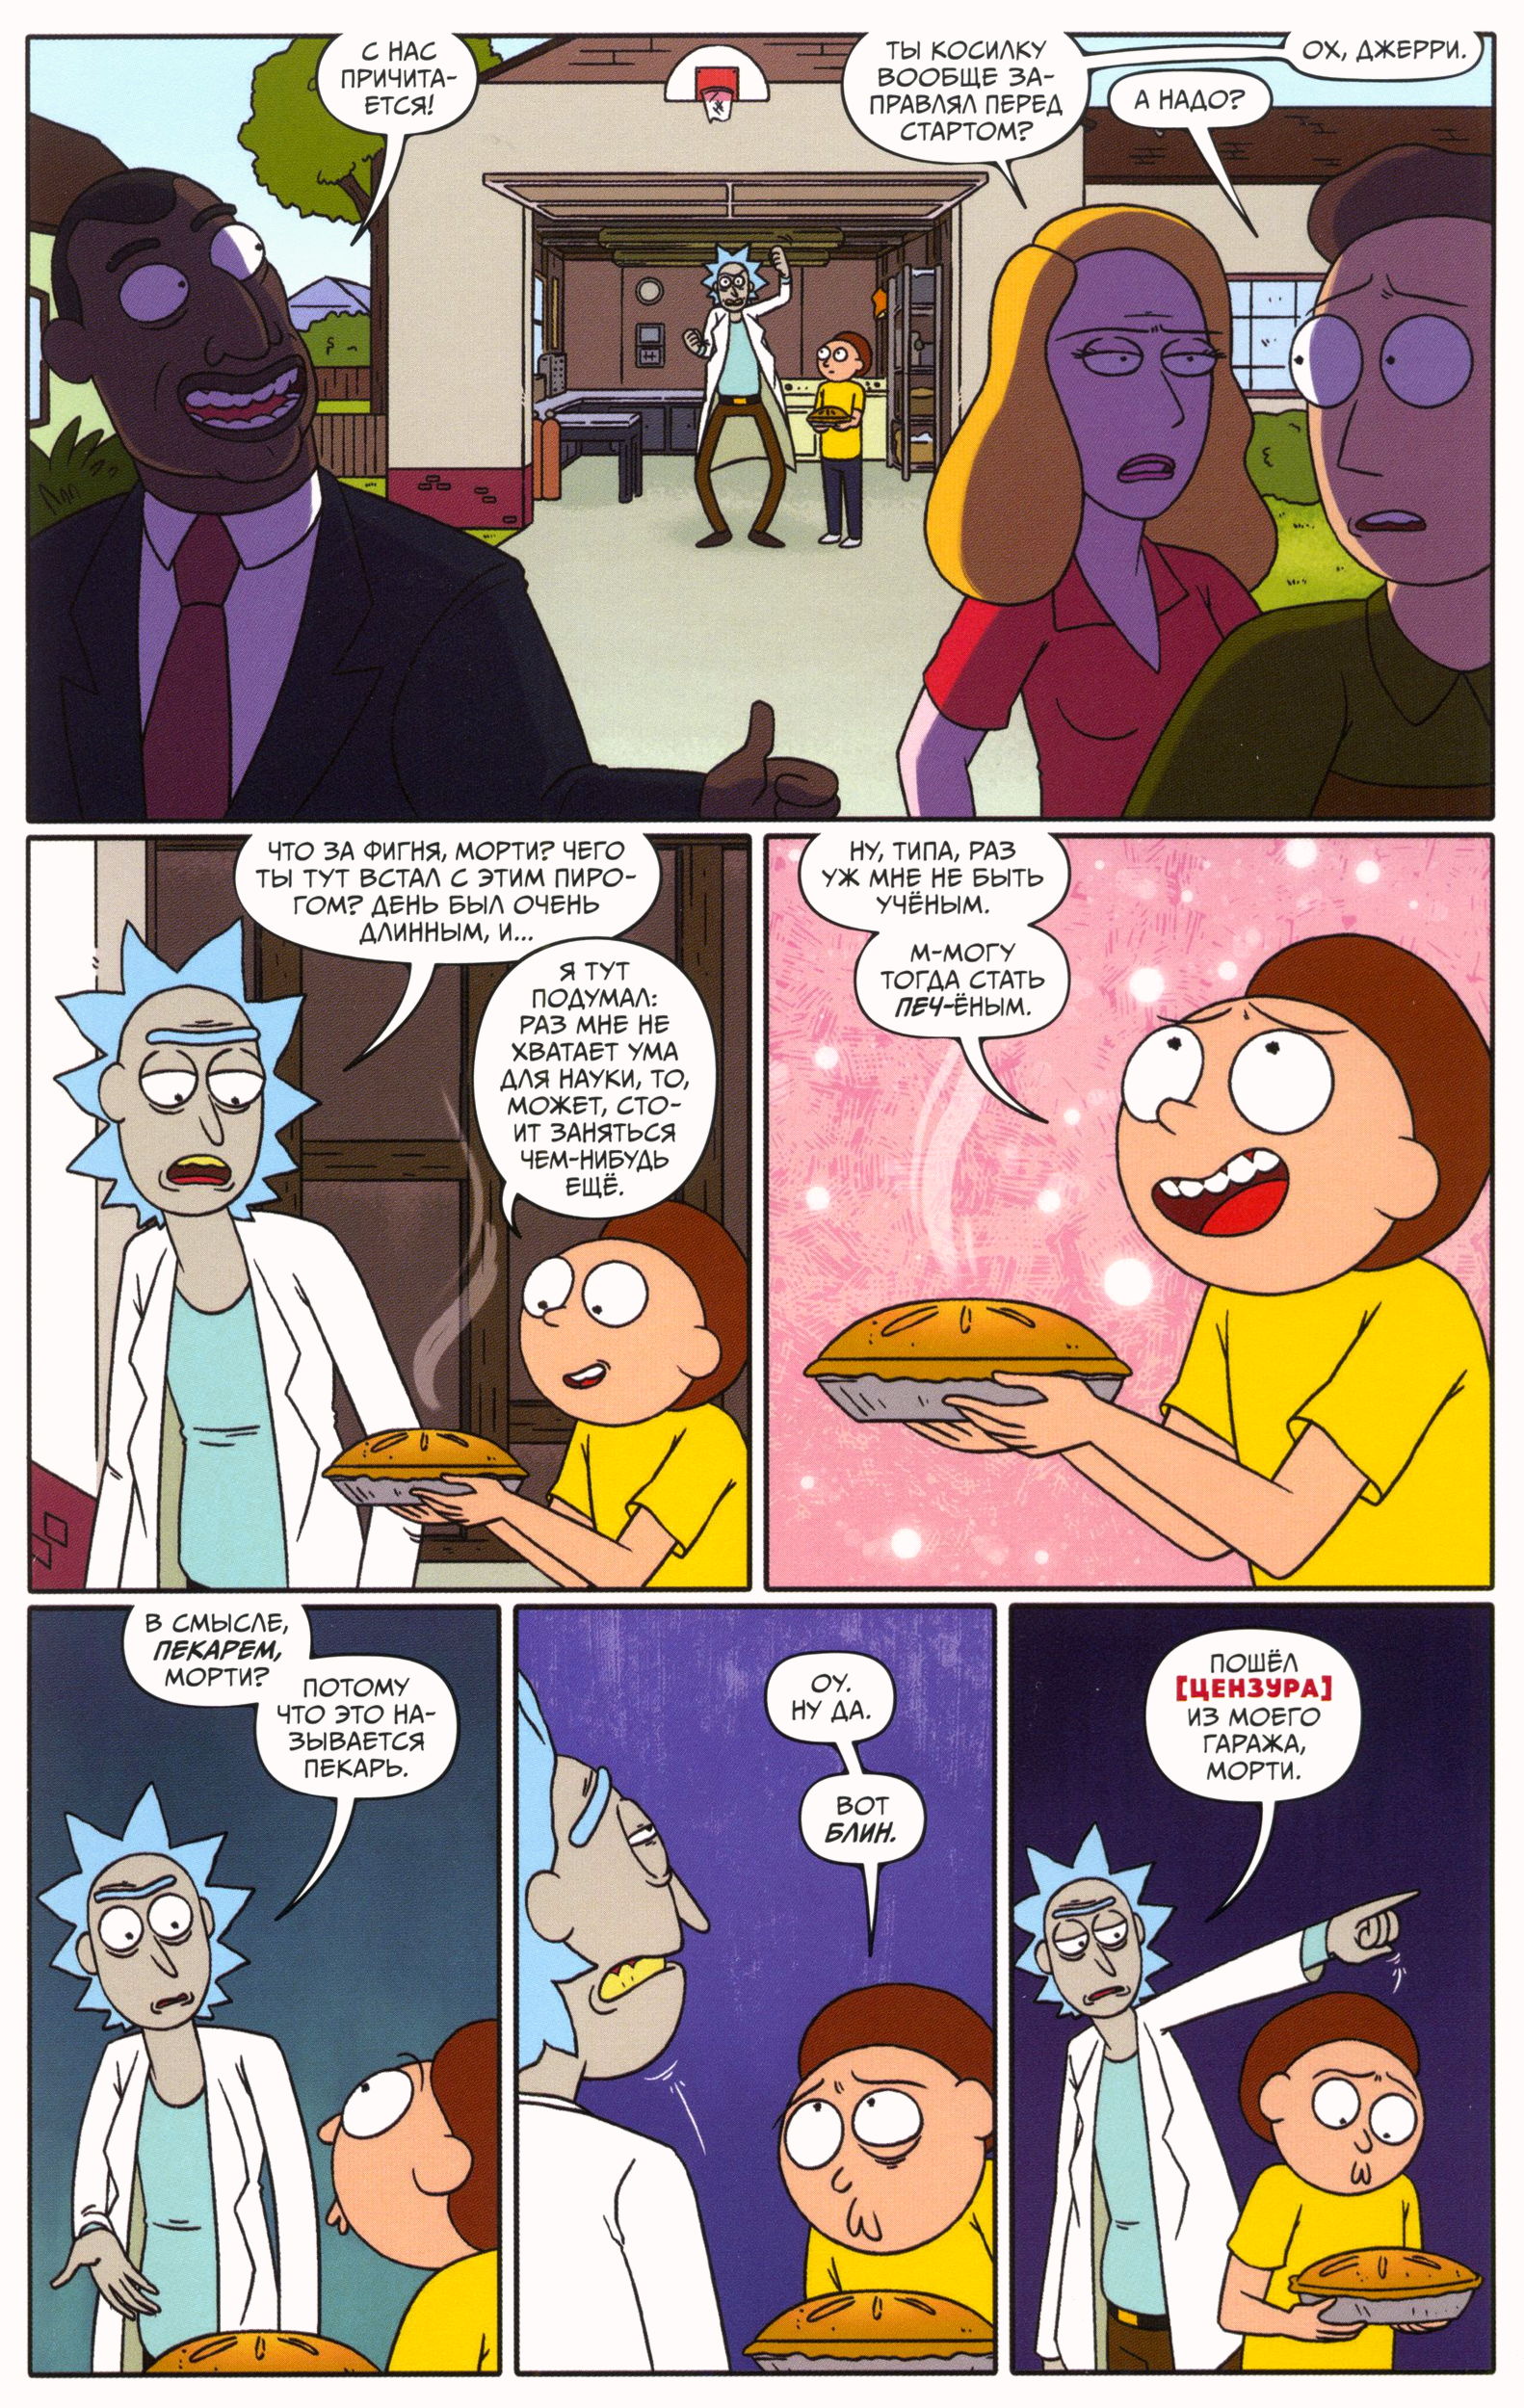 С НАС
ПРИЧИТА-
ЕТСЯ!
ТЫ КОСИЛКУ
ВООБЩЕ ЗА-
ПРАВЛЯЛ ПЕРЕД
СТАРТОМ?
А НАДО?
ОХ, ДЖЕРРИ.
ЧТО ЗА ФИГНЯ, МОРТИ? ЧЕГО
ТЫ ТУТ ВСТАЛ С ЭТИМ ПИРО-
ГОМ? ДЕНЬ БЫЛ ОЧЕНЬ
ДЛИННЫМ, И...
Я ТУТ
ПОДУМАЛ:
РАЗ МНЕ НЕ
ХВАТАЕТ УМА
ДЛЯ НАУКИ, ТО,
МОЖЕТ, СТО-
ИТ ЗАНЯТЬСЯ
ЧЕМ-НИБУДЬ
ЕЩЁ.
НУ, ТИПА, РАЗ
УЖ МНЕ НЕ БЫТЬ
УЧЁНЫМ.
М-МОГУ
ТОГДА СТАТЬ
ПЕЧ-ЁНЫМ.
В СМЫСЛЕ,
ПЕКАРЕМ,
МОРТИ?
ПОТОМУ
ЧТО ЭТО НА-
ЗЫВАЕТСЯ
ПЕКАРЬ.
ОУ.
НУ ДА.
ВОТ
БЛИН.
ПОШЁЛ
[ЦЕНЗУРА]
ИЗ МОЕГО
ГАРАЖА,
МОРТИ.